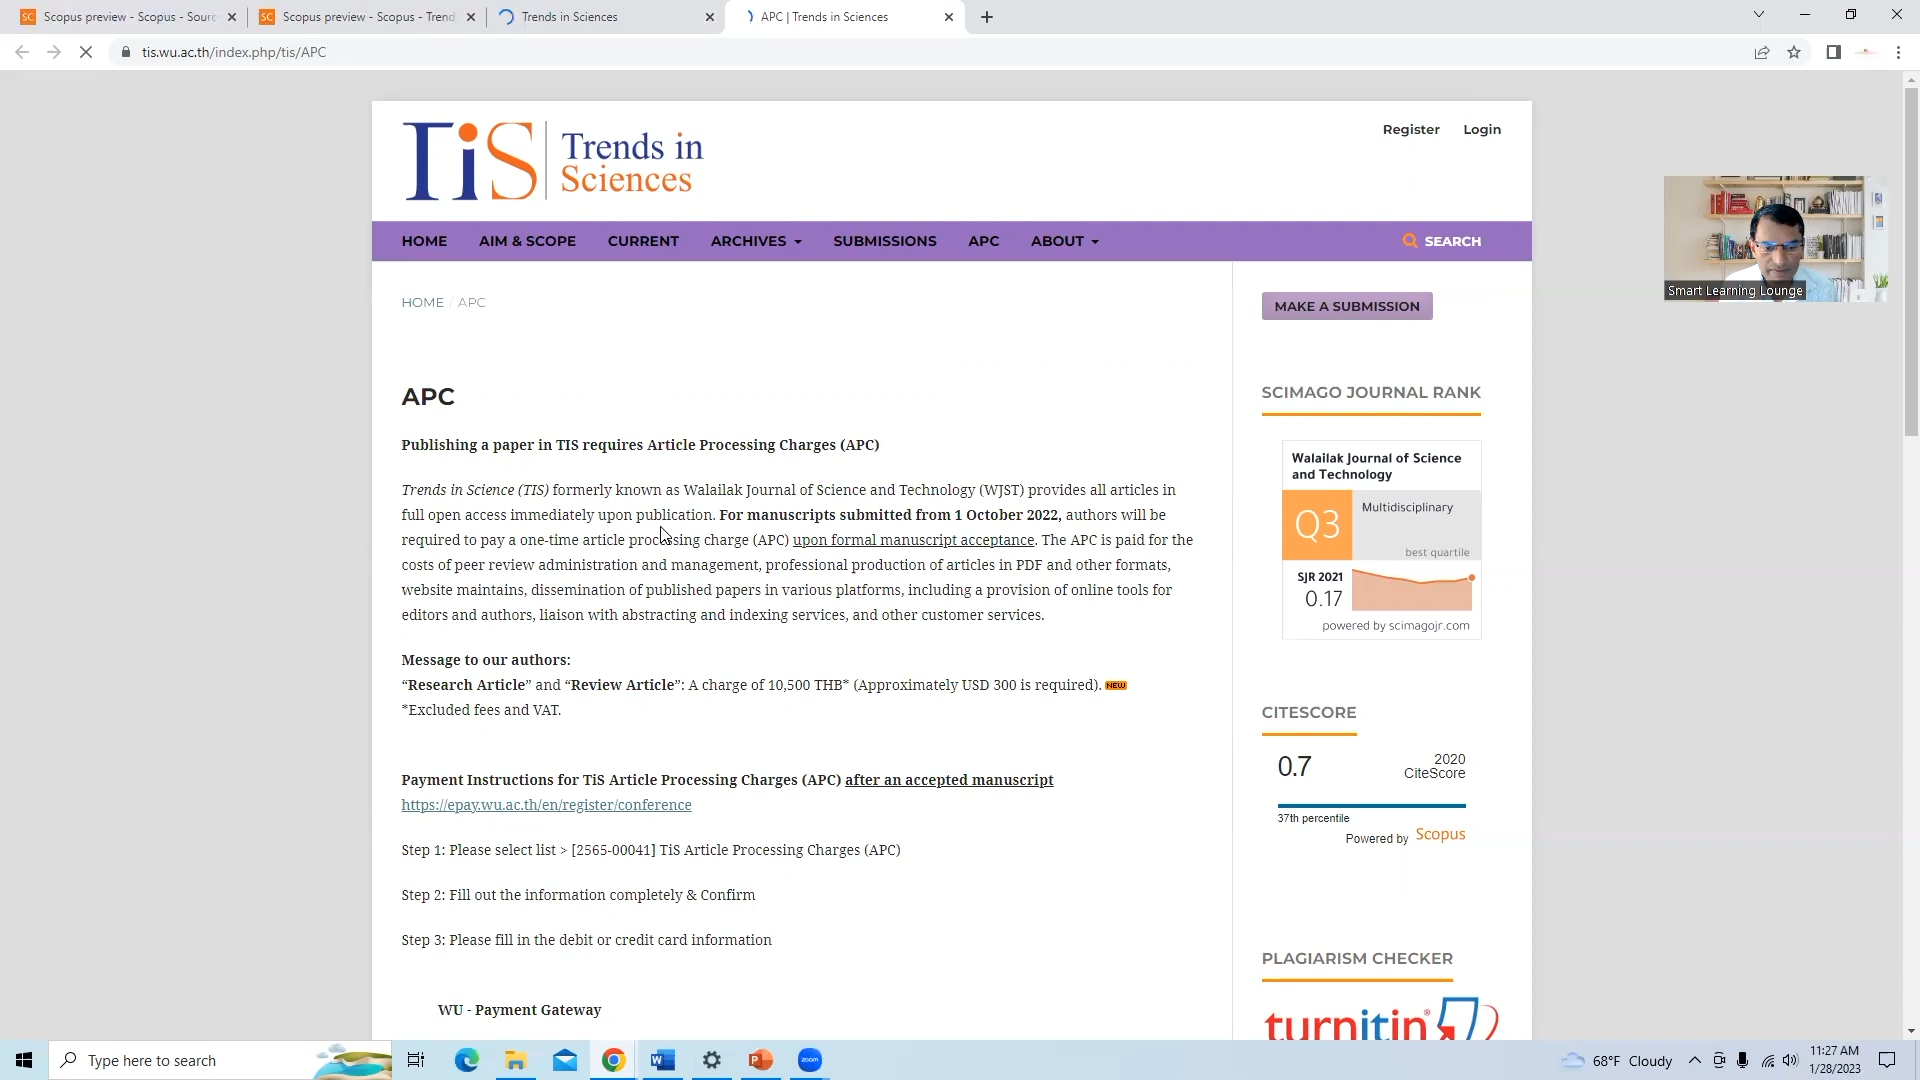 Scopus preview - Scopus - Sourc
Scopus preview - Scopus - Trend
Trends in Sciences
APC | Trends in Sciences
tis.wu.ac.th/index.php/tis/APC
TiS
Trends in
Sciences
Register Login
HOME AIM & SCOPE CURRENT ARCHIVES SUBMISSIONS APC ABOUT SEARCH
HOME / APC
MAKE A SUBMISSION
APC
Publishing a paper in TIS requires Article Processing Charges (APC)
Trends in Science (TIS) formerly known as Walailak Journal of Science and Technology (WJST) provides all articles in
full open access immediately upon publication. For manuscripts submitted from 1 October 2022, authors will be
required to pay a one-time article processing charge (APC) upon formal manuscript acceptance. The APC is paid for the
costs of peer review administration and management, professional production of articles in PDF and other formats,
website maintains, dissemination of published papers in various platforms, including a provision of online tools for
editors and authors, liaison with abstracting and indexing services, and other customer services.
Message to our authors:
“Research Article” and “Review Article”: A charge of 10,500 THB* (Approximately USD 300 is required). NEW
*Excluded fees and VAT.
Payment Instructions for TiS Article Processing Charges (APC) after an accepted manuscript
https://epay.wu.ac.th/en/register/conference
Step 1: Please select list > [2565-00041] TiS Article Processing Charges (APC)
Step 2: Fill out the information completely & Confirm
Step 3: Please fill in the debit or credit card information
WU - Payment Gateway
SCIMAGO JOURNAL RANK
Walailak Journal of Science
and Technology
Q3
Multidisciplinary
best quartile
SJR 2021
0.17
powered by scimagojr.com
CITESCORE
0.7
2020
CiteScore
37th percentile
Powered by Scopus
PLAGIARISM CHECKER
turnitin
Smart Learning Lounge
Type here to search
zoom
68°F Cloudy
11:27 AM
1/28/2023